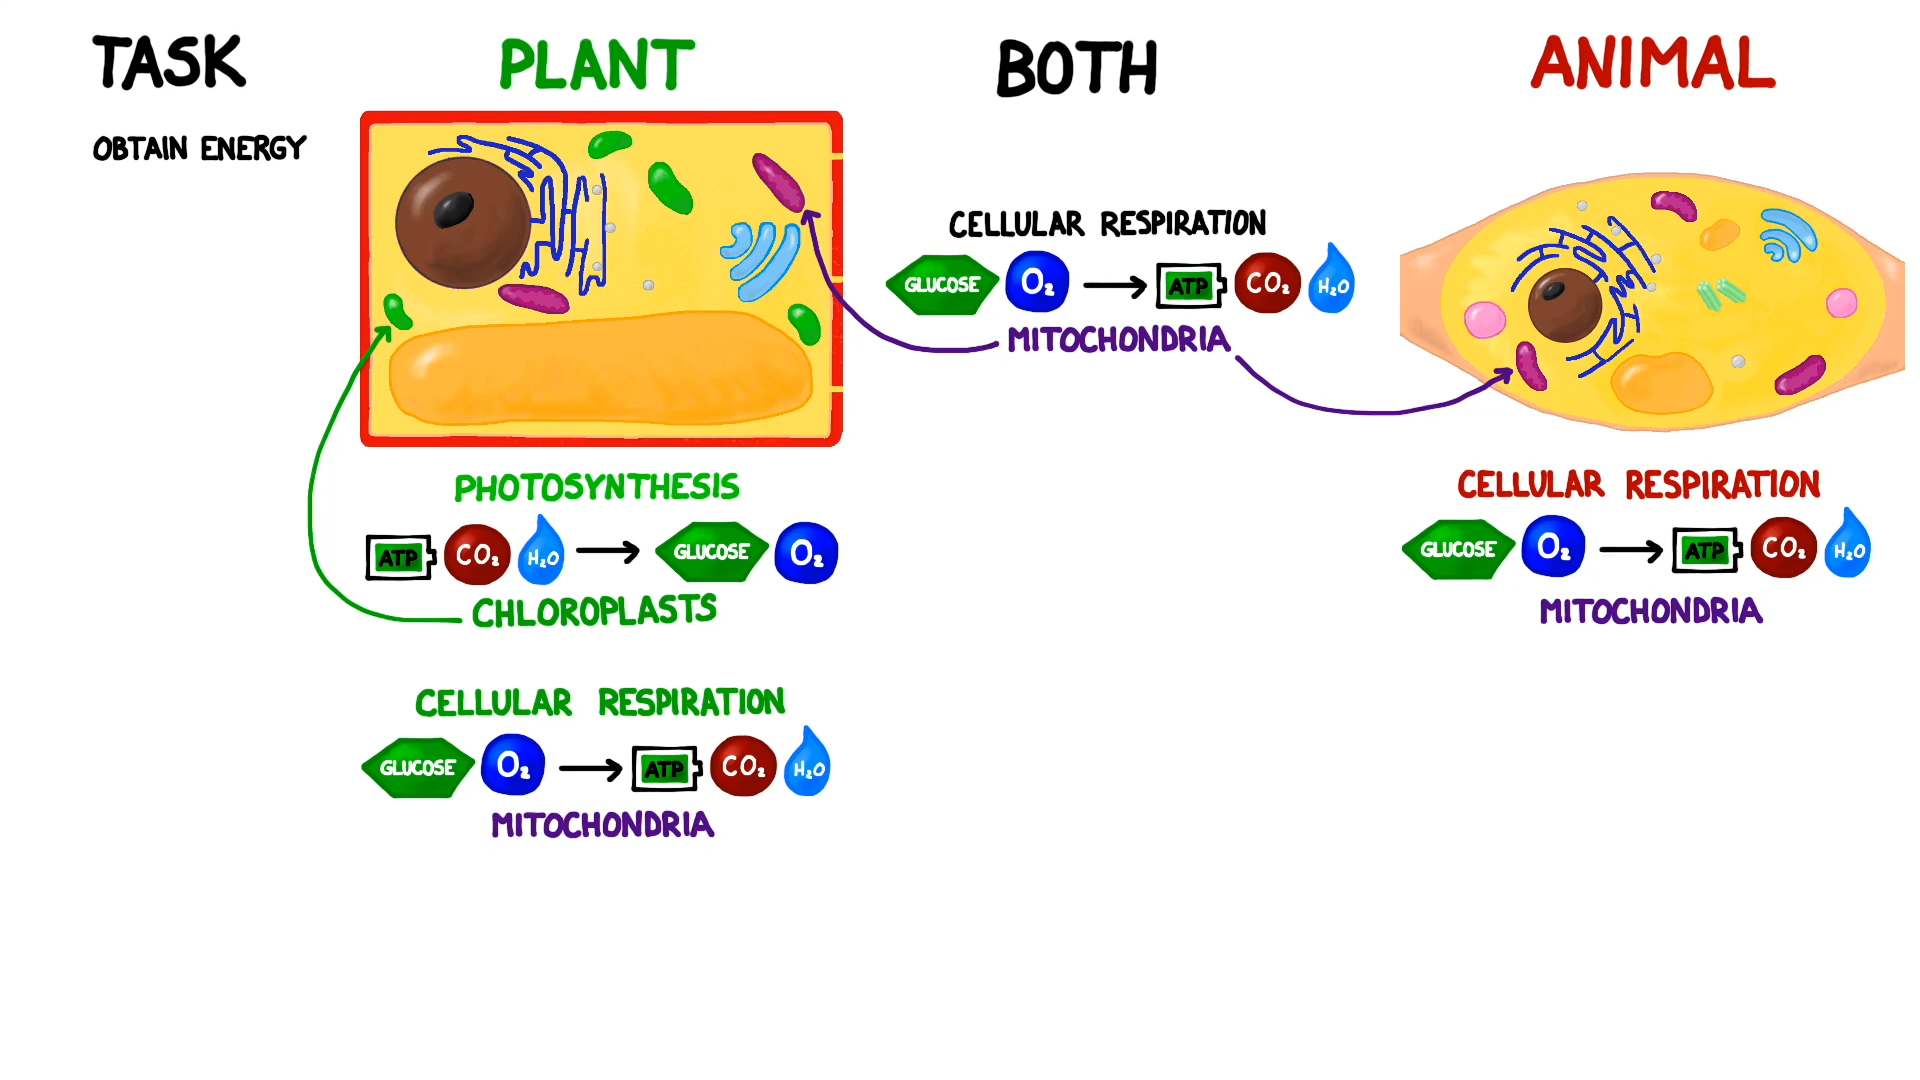 TASK
PLANT
BOTH
ANIMAL
OBTAIN ENERGY
CELLULAR RESPIRATION
GLUCOSE O₂ → ATP CO₂ H₂O
MITOCHONDRIA
PHOTOSYNTHESIS
ATP CO₂ H₂O → GLUCOSE O₂
CHLOROPLASTS
CELLULAR RESPIRATION
GLUCOSE O₂ → ATP CO₂ H₂O
MITOCHONDRIA
CELLULAR RESPIRATION
GLUCOSE O₂ → ATP CO₂ H₂O
MITOCHONDRIA